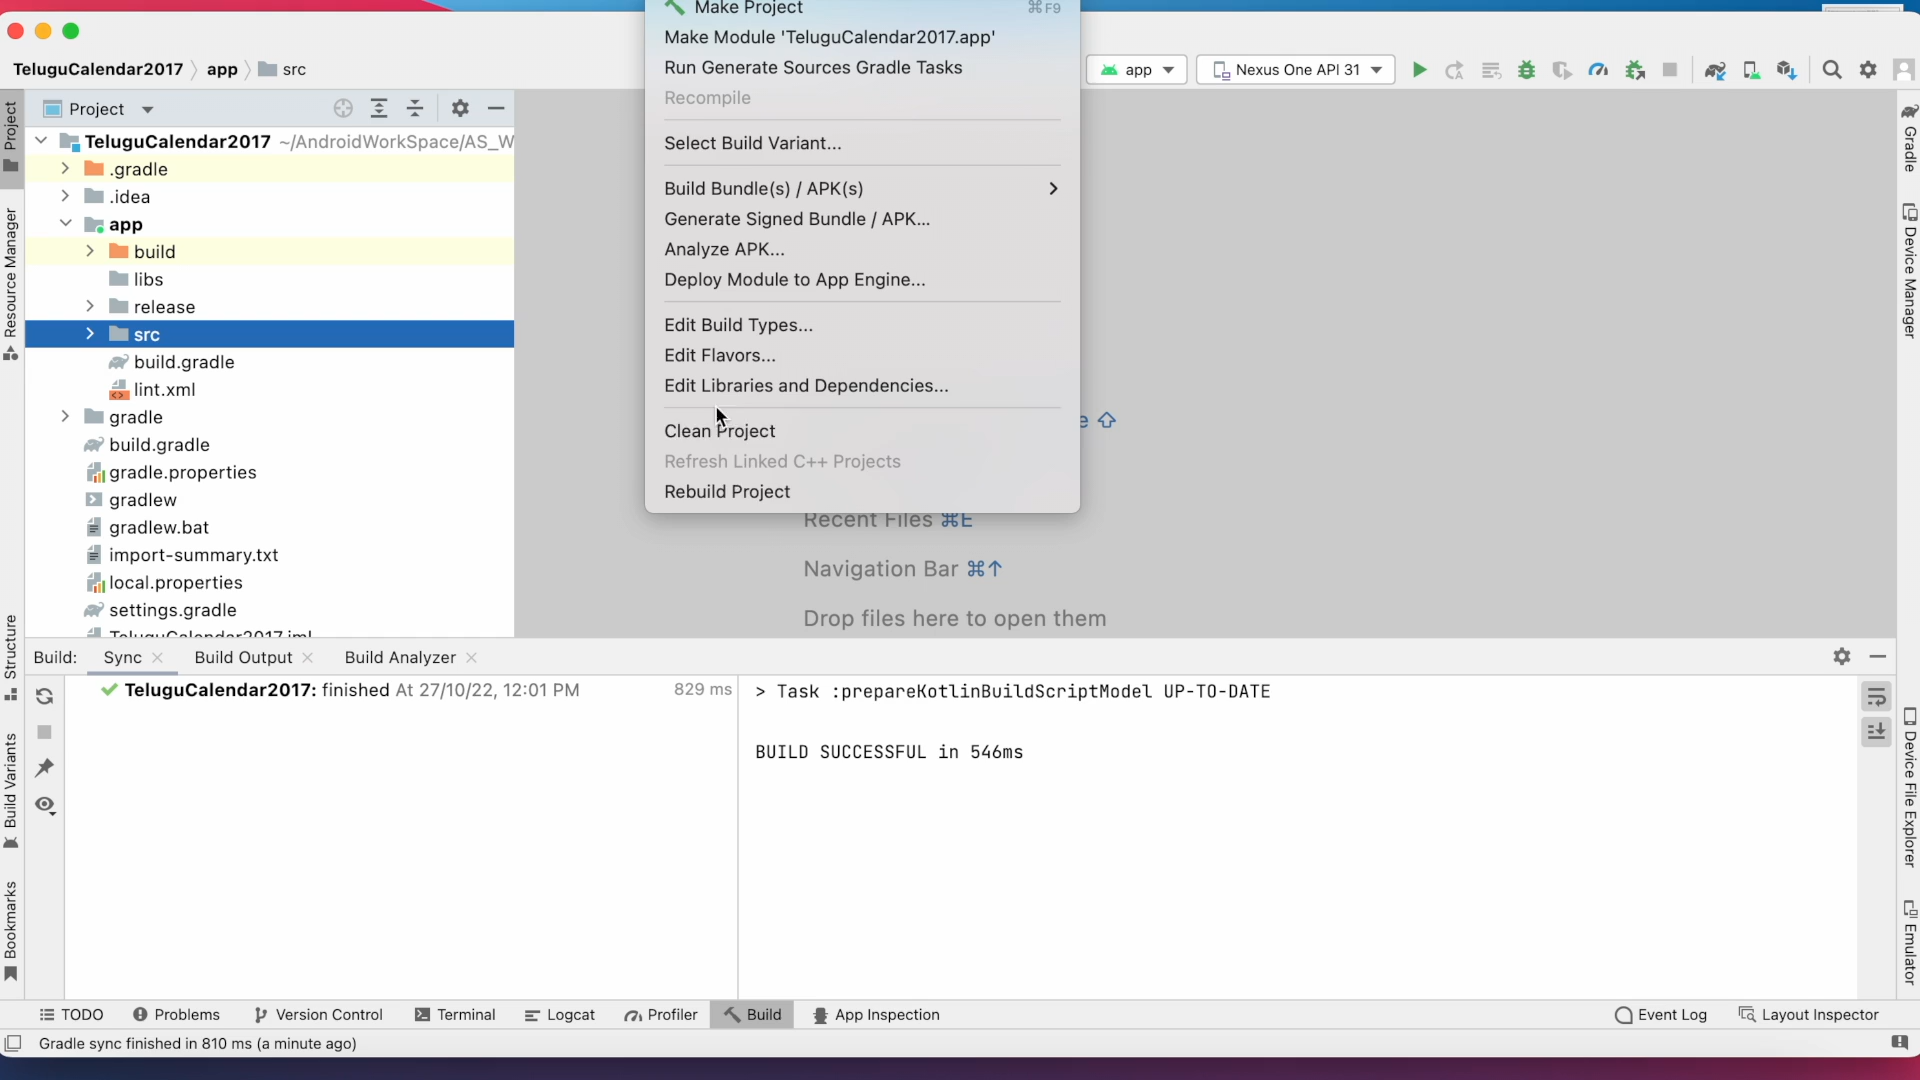 Make Project ⌘F9
Make Module 'TeluguCalendar2017.app'
Run Generate Sources Gradle Tasks
Recompile
Select Build Variant...
Build Bundle(s) / APK(s)
Generate Signed Bundle / APK...
Analyze APK...
Deploy Module to App Engine...
Edit Build Types...
Edit Flavors...
Edit Libraries and Dependencies...
Clean Project
Refresh Linked C++ Projects
Rebuild Project
TeluguCalendar2017 app src
app
Nexus One API 31
Project
TeluguCalendar2017 ~/AndroidWorkSpace/AS_W
.gradle
.idea
app
build
libs
release
src
build.gradle
lint.xml
gradle
build.gradle
gradle.properties
gradlew
gradlew.bat
import-summary.txt
local.properties
settings.gradle
TeluguCalendar2017.iml
e ⇧
Recent Files ⌘E
Navigation Bar ⌘↑
Drop files here to open them
Project
Resource Manager
Structure
Build Variants
Bookmarks
Gradle
Device Manager
Device File Explorer
Emulator
Build: Sync Build Output Build Analyzer
TeluguCalendar2017: finished At 27/10/22, 12:01 PM 829 ms
> Task :prepareKotlinBuildScriptModel UP-TO-DATE
BUILD SUCCESSFUL in 546ms
TODO Problems Version Control Terminal Logcat Profiler Build App Inspection Event Log Layout Inspector
Gradle sync finished in 810 ms (a minute ago)